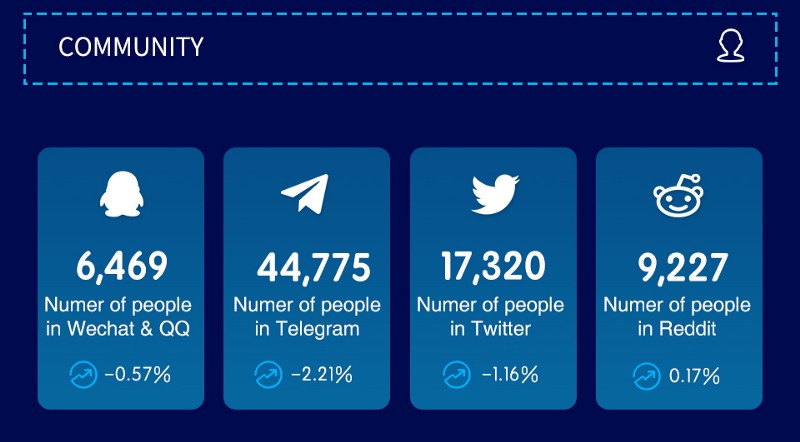 COMMUNITY
6,469
Numer of people
in Wechat & QQ
−0.57%
44,775
Numer of people
in Telegram
−2.21%
17,320
Numer of people
in Twitter
−1.16%
9,227
Numer of people
in Reddit
0.17%